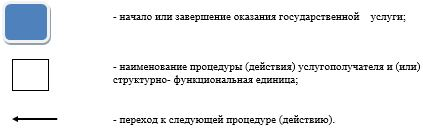 - начало или завершение оказания государственной услуги;
- наименование процедуры (действия) услугополучателя и (или)
структурно- функциональная единица;
- переход к следующей процедуре (действию).